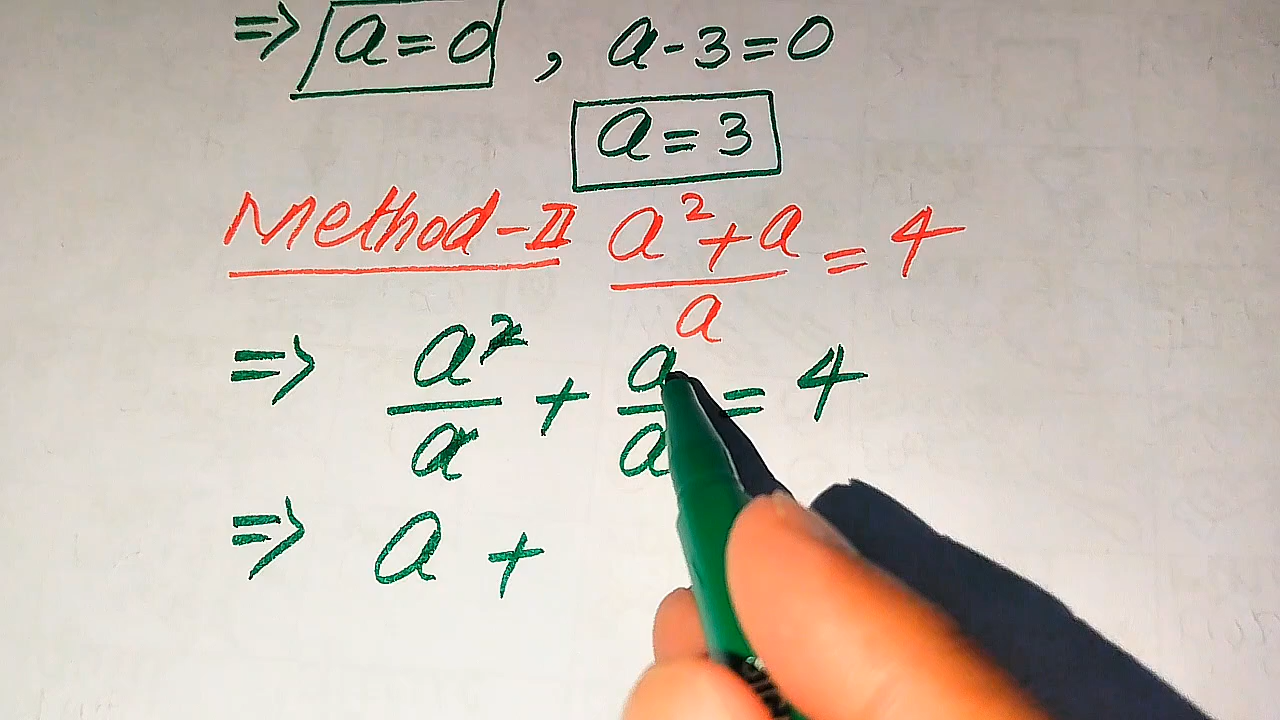 ⇒ a = 0 , a - 3 = 0
a = 3
Method-II (a² + a)/a = 4
⇒ a²/a + a/a = 4
⇒ a +